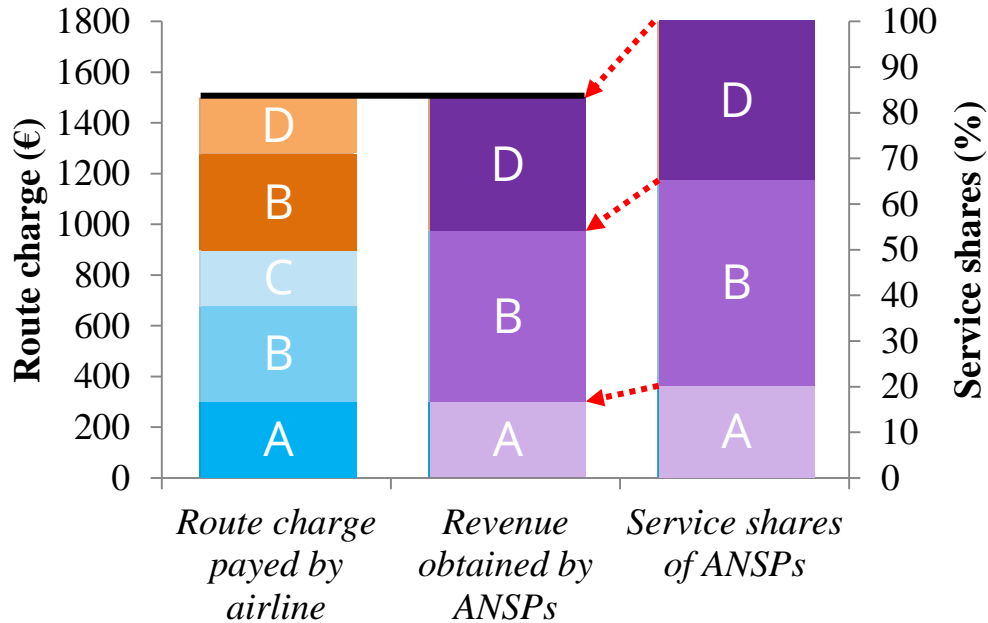 Route charge (€)
1800
1600
1400
1200
1000
800
600
400
200
0
D
B
C
B
A
D
B
A
D
B
A
100
90
80
70
60
50
40
30
20
10
0
Service shares (%)
Route charge
payed by
airline
Revenue
obtained by
ANSPs
Service shares
of ANSPs